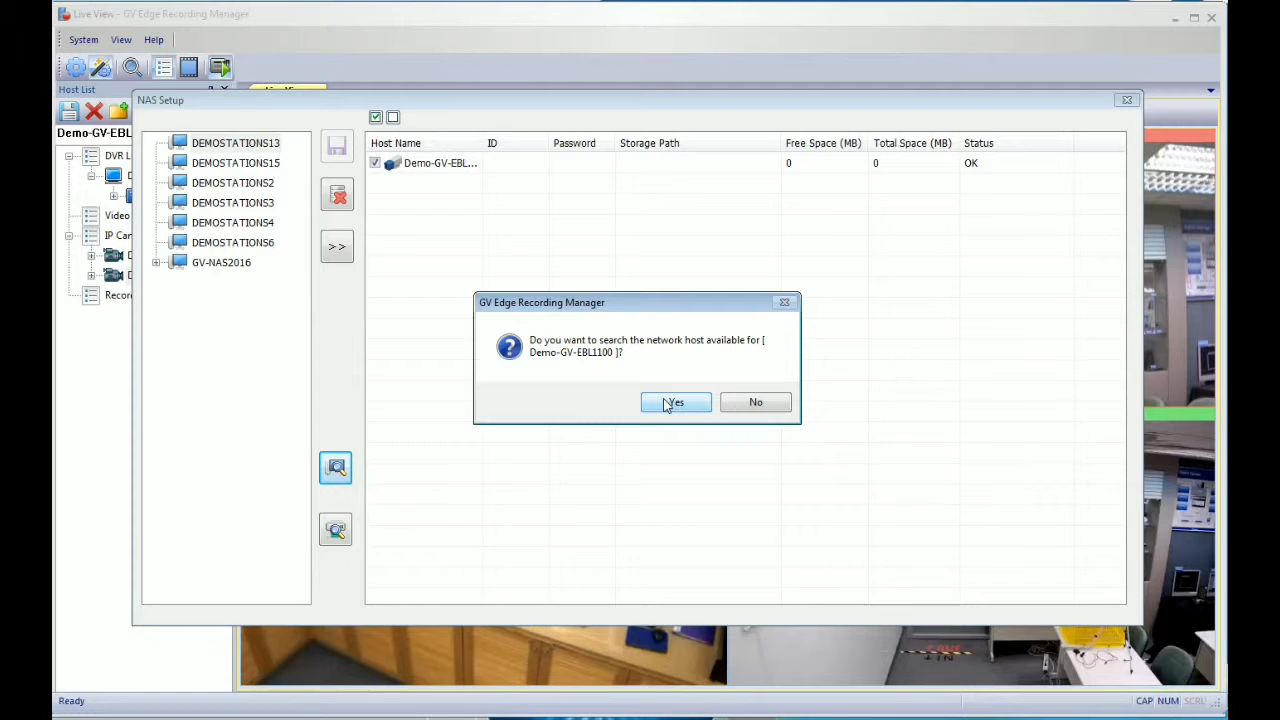 Live View - GV Edge Recording Manager
System View Help
Host List
NAS Setup
Demo-GV-EBL
DVR L
Video
IP Can
Recor
DEMOSTATIONS13
DEMOSTATIONS15
DEMOSTATIONS2
DEMOSTATIONS3
DEMOSTATIONS4
DEMOSTATIONS6
GV-NAS2016
>>
Host Name ID Password Storage Path Free Space (MB) Total Space (MB) Status
Demo-GV-EBL... 0 0 OK
GV Edge Recording Manager
Do you want to search the network host available for [
Demo-GV-EBL1100 ]?
Yes No
Ready CAP NUM SCRL